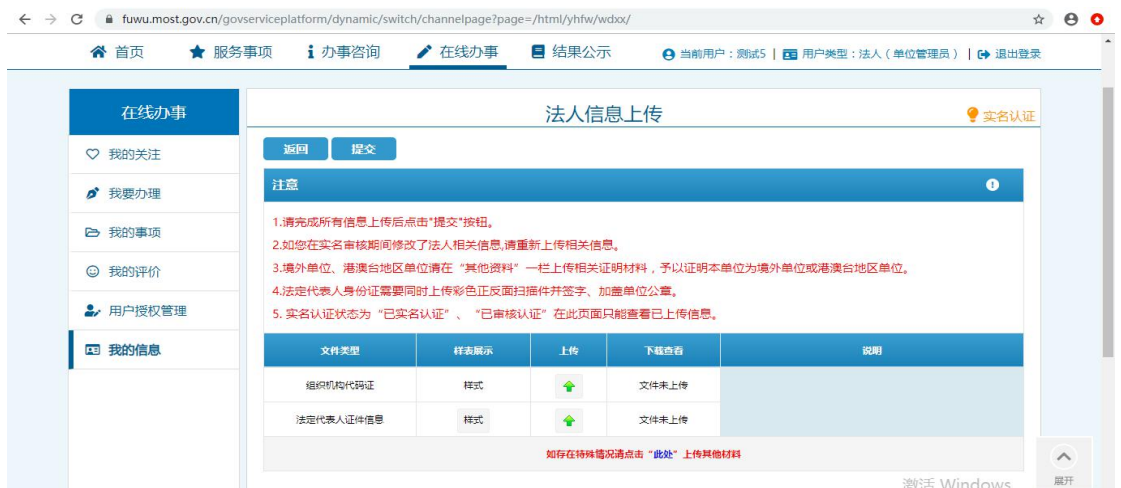 fuwu.most.gov.cn/govserviceplatform/dynamic/switch/channelpage?page=/html/yhfw/wdxx/
首页 服务事项 办事咨询 在线办事 结果公示 当前用户：测试5 | 用户类型：法人（单位管理员） | 退出登录
在线办事
我的关注
我要办理
我的事项
我的评价
用户授权管理
我的信息
法人信息上传
实名认证
返回 提交
注意
1.请完成所有信息上传后点击"提交"按钮。
2.如您在实名审核期间修改了法人相关信息,请重新上传相关信息。
3.境外单位、港澳台地区单位请在“其他资料”一栏上传相关证明材料，予以证明本单位为境外单位或港澳台地区单位。
4.法定代表人身份证需要同时上传彩色正反面扫描件并签字、加盖单位公章。
5. 实名认证状态为“已实名认证”、“已审核认证”在此页面只能查看已上传信息。
文件类型 样表展示 上传 下载查看 说明
组织机构代码证 样式 文件未上传
法定代表人证件信息 样式 文件未上传
如存在特殊情况请点击“此处”上传其他材料
展开
激活 Windows